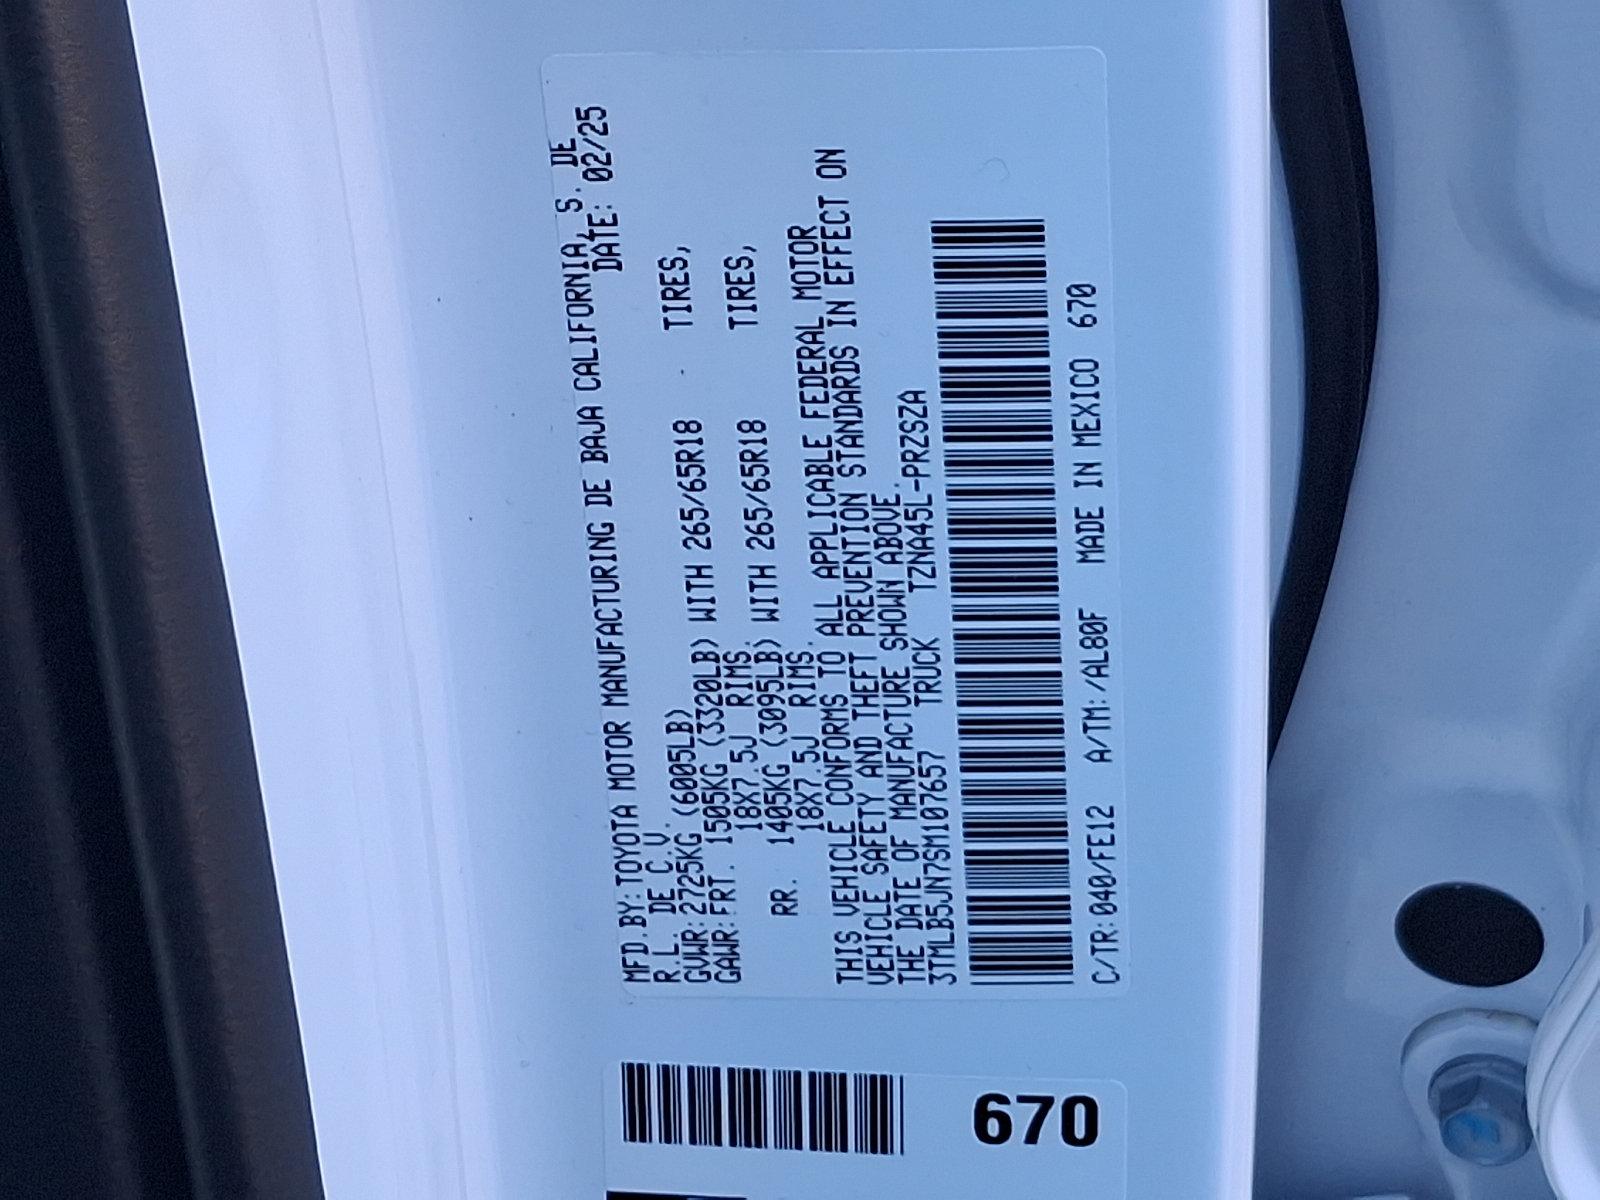 MFD.BY:TOYOTA MOTOR MANUFACTURING DE BAJA CALIFORNIA, S. DE
R.L. DE C.V. DATE: 02/25
GVWR:2725KG (6005LB)
GAWR:FRT. 1505KG (3320LB) WITH 265/65R18 TIRES,
18X7.5J RIMS.
RR. 1405KG (3095LB) WITH 265/65R18 TIRES,
18X7.5J RIMS.
THIS VEHICLE CONFORMS TO ALL APPLICABLE FEDERAL MOTOR
VEHICLE SAFETY AND THEFT PREVENTION STANDARDS IN EFFECT ON
THE DATE OF MANUFACTURE SHOWN ABOVE.
3TMLB5JN7SM107657 TRUCK TZNA45L-PRZSZA
C/TR:040/FE12 A/TM:/AL80F MADE IN MEXICO 670
670